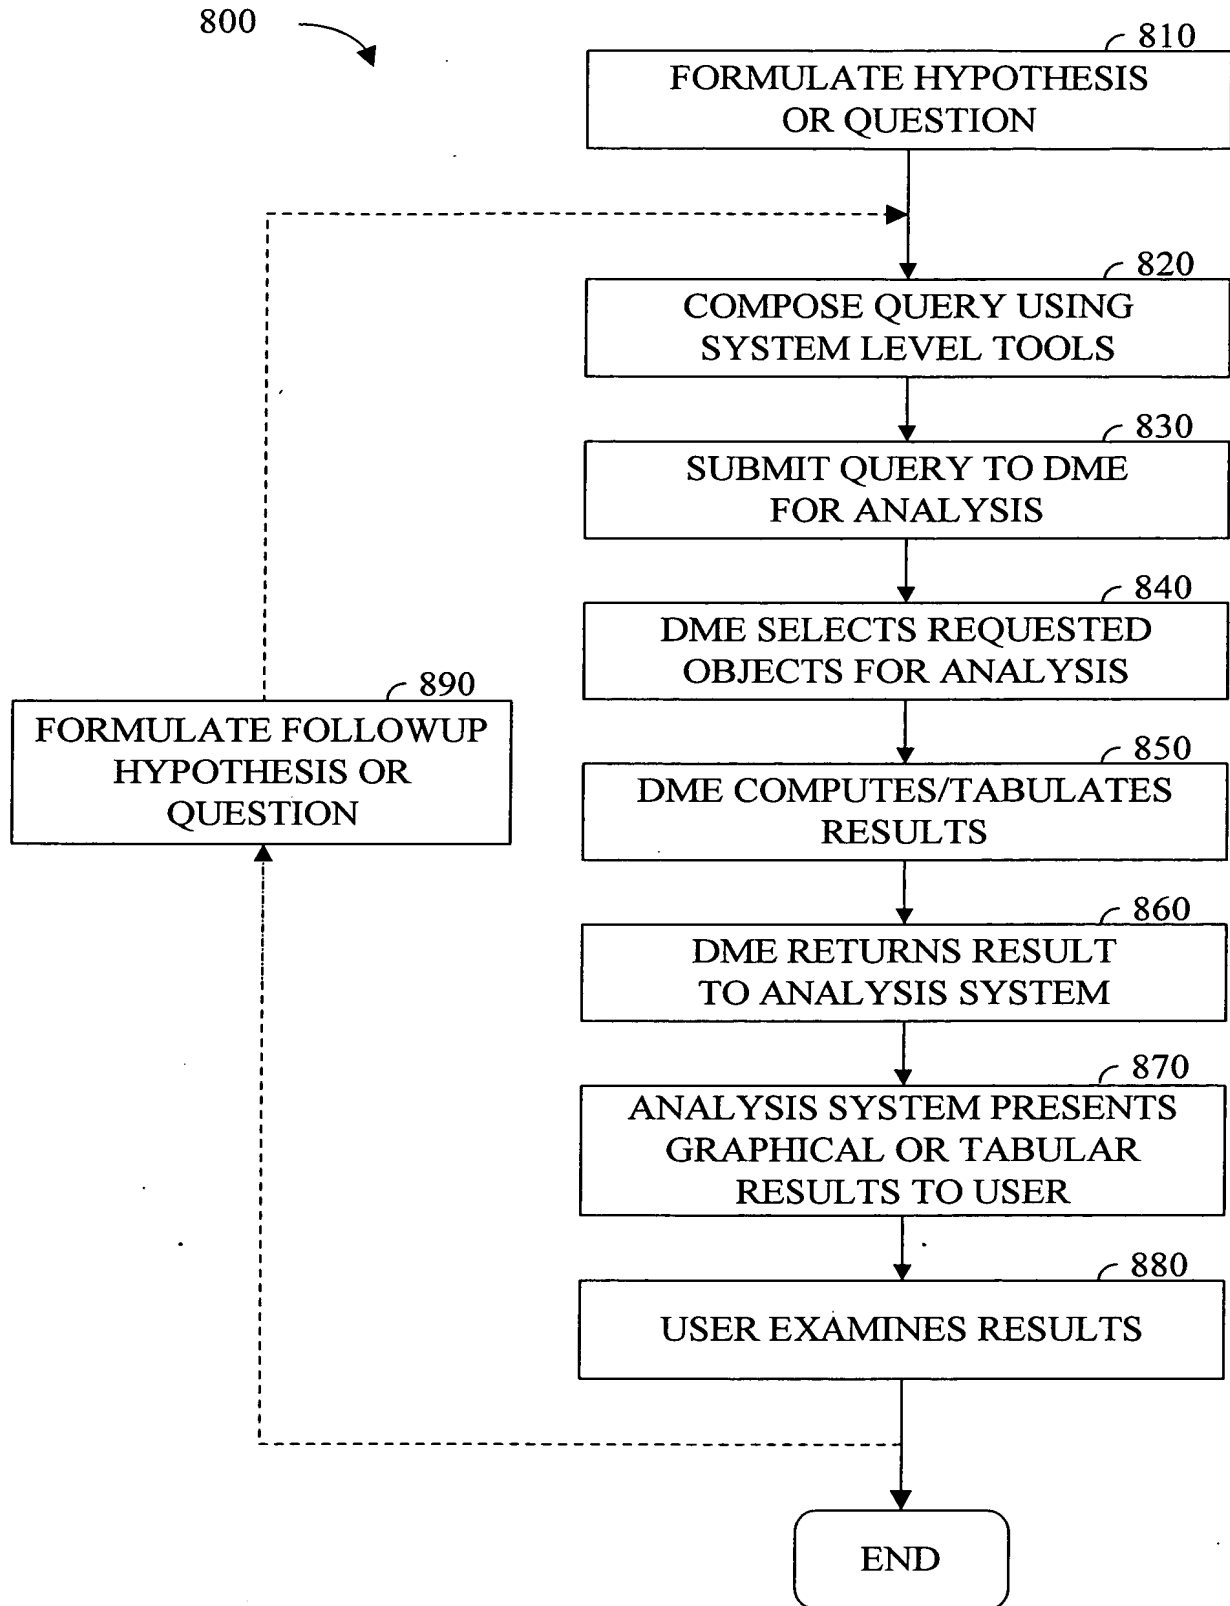 800
810
FORMULATE HYPOTHESIS
OR QUESTION
820
COMPOSE QUERY USING
SYSTEM LEVEL TOOLS
830
SUBMIT QUERY TO DME
FOR ANALYSIS
840
DME SELECTS REQUESTED
OBJECTS FOR ANALYSIS
890
FORMULATE FOLLOWUP
HYPOTHESIS OR
QUESTION
850
DME COMPUTES/TABULATES
RESULTS
860
DME RETURNS RESULT
TO ANALYSIS SYSTEM
870
ANALYSIS SYSTEM PRESENTS
GRAPHICAL OR TABULAR
RESULTS TO USER
880
USER EXAMINES RESULTS
END